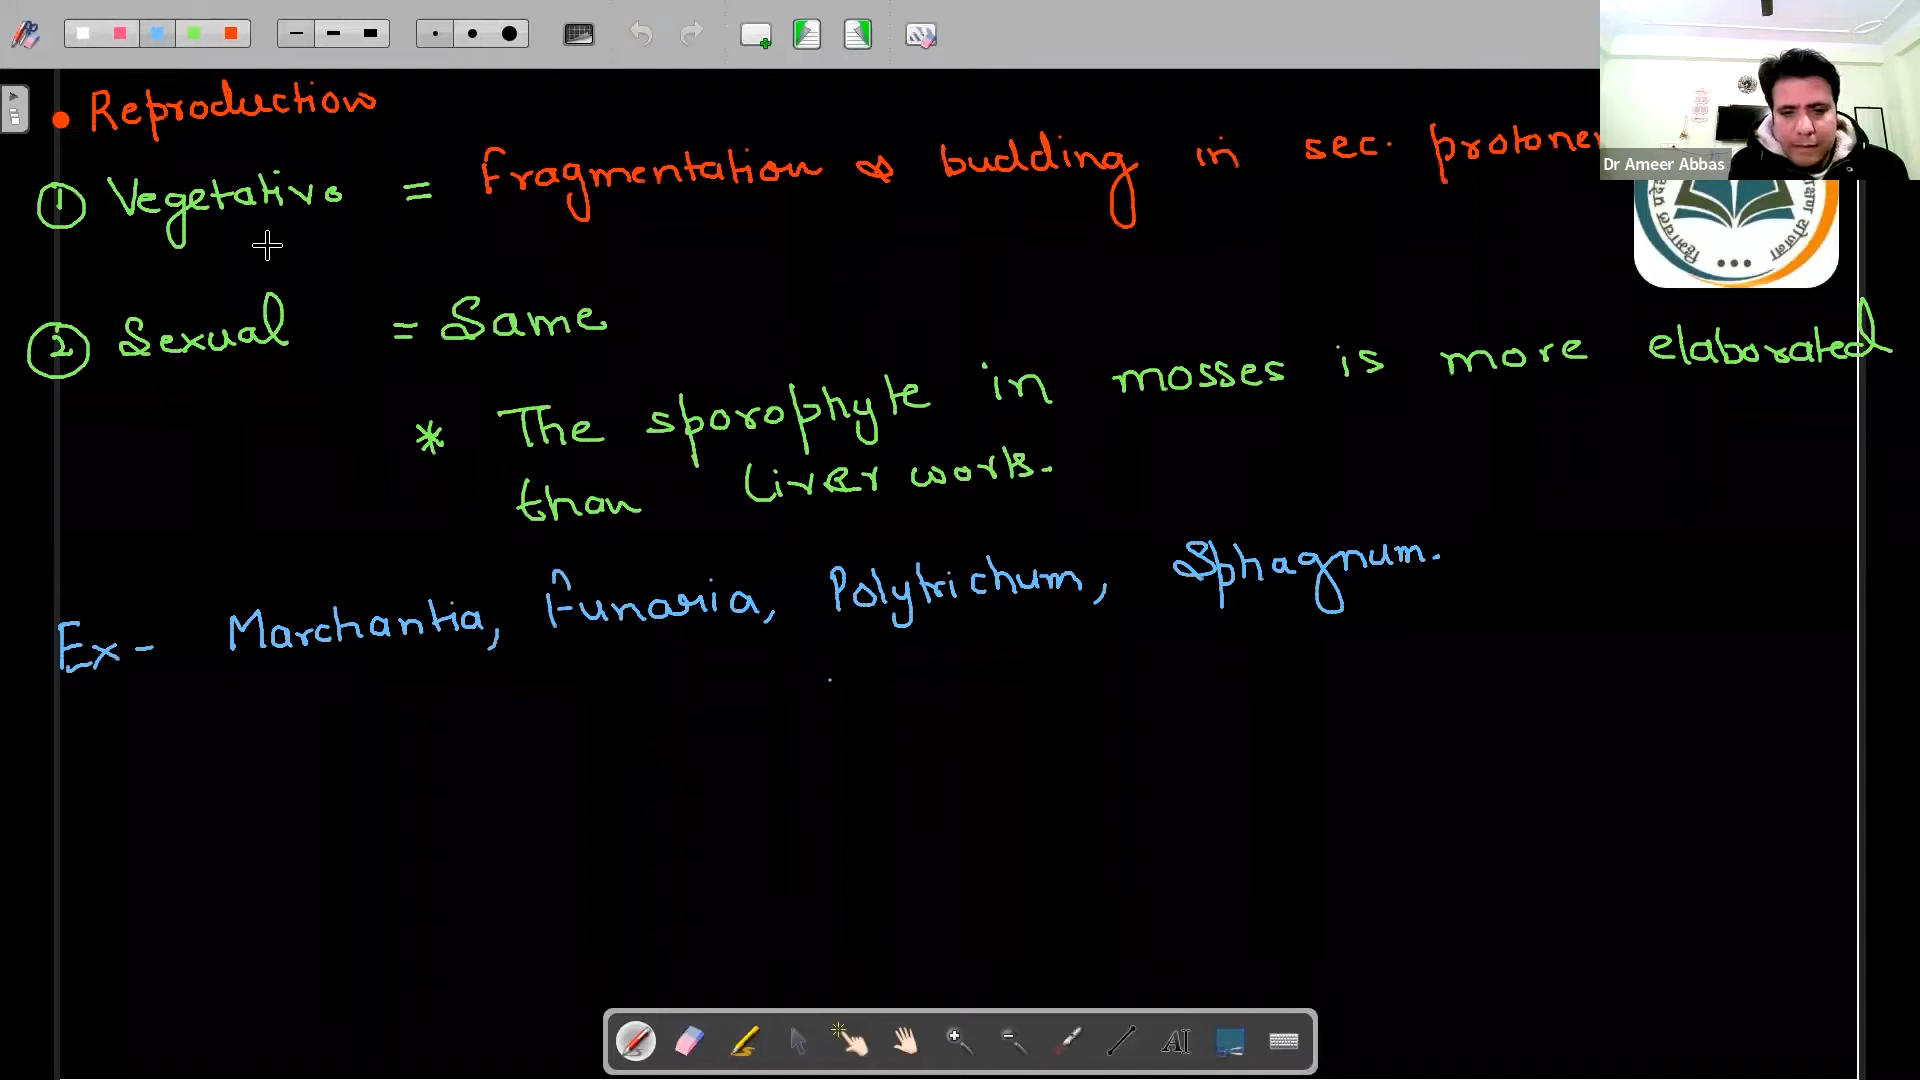 • Reproduction
① Vegetative = Fragmentation & budding in sec. protone
② Sexual = Same
* The sporophyte in mosses is more elaborated
than Liver worts.
Ex - Marchantia, Funaria, Polytrichum, Sphagnum.
Dr Ameer Abbas
AI